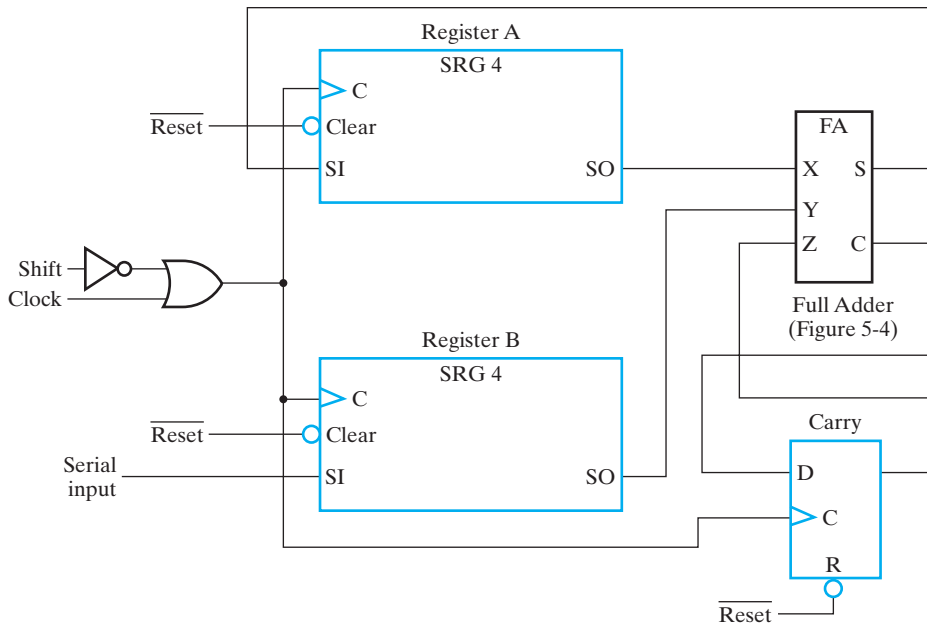 Register A
SRG 4
C
Reset
Clear
SI
SO
FA
X
S
Y
Z
C
Shift
Clock
Full Adder
(Figure 5-4)
Register B
SRG 4
C
Reset
Clear
Serial
input
SI
SO
Carry
D
C
R
Reset